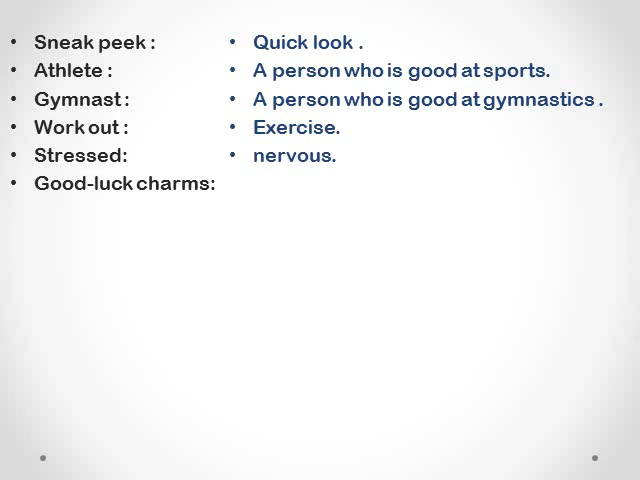 • Sneak peek :
• Athlete :
• Gymnast :
• Work out :
• Stressed:
• Good-luck charms:
• Quick look .
• A person who is good at sports.
• A person who is good at gymnastics .
• Exercise.
• nervous.